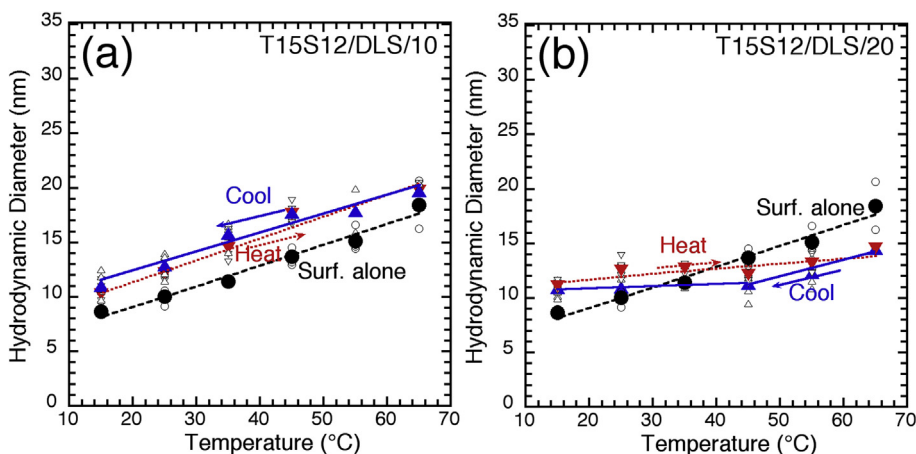 (a)
T15S12/DLS/10
35
30
25
20
15
10
5
0
Hydrodynamic Diameter (nm)
Cool
Heat
Surf. alone
10 20 30 40 50 60 70
Temperature (°C)
(b)
T15S12/DLS/20
35
30
25
20
15
10
5
0
Hydrodynamic Diameter (nm)
Surf. alone
Heat
Cool
10 20 30 40 50 60 70
Temperature (°C)